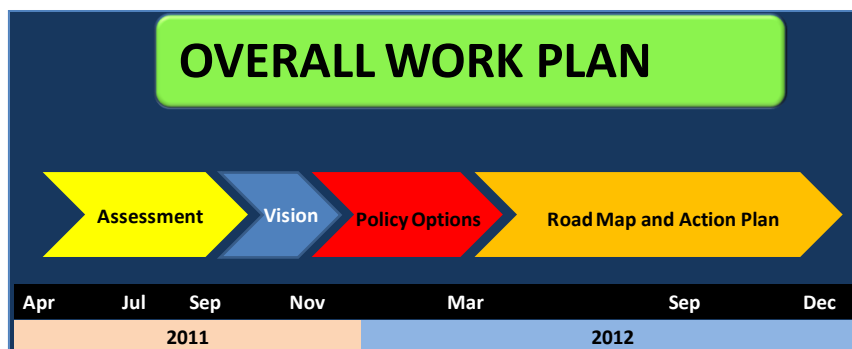 OVERALL WORK PLAN
Assessment Vision Policy Options Road Map and Action Plan
Apr Jul Sep Nov Mar Sep Dec
2011 2012